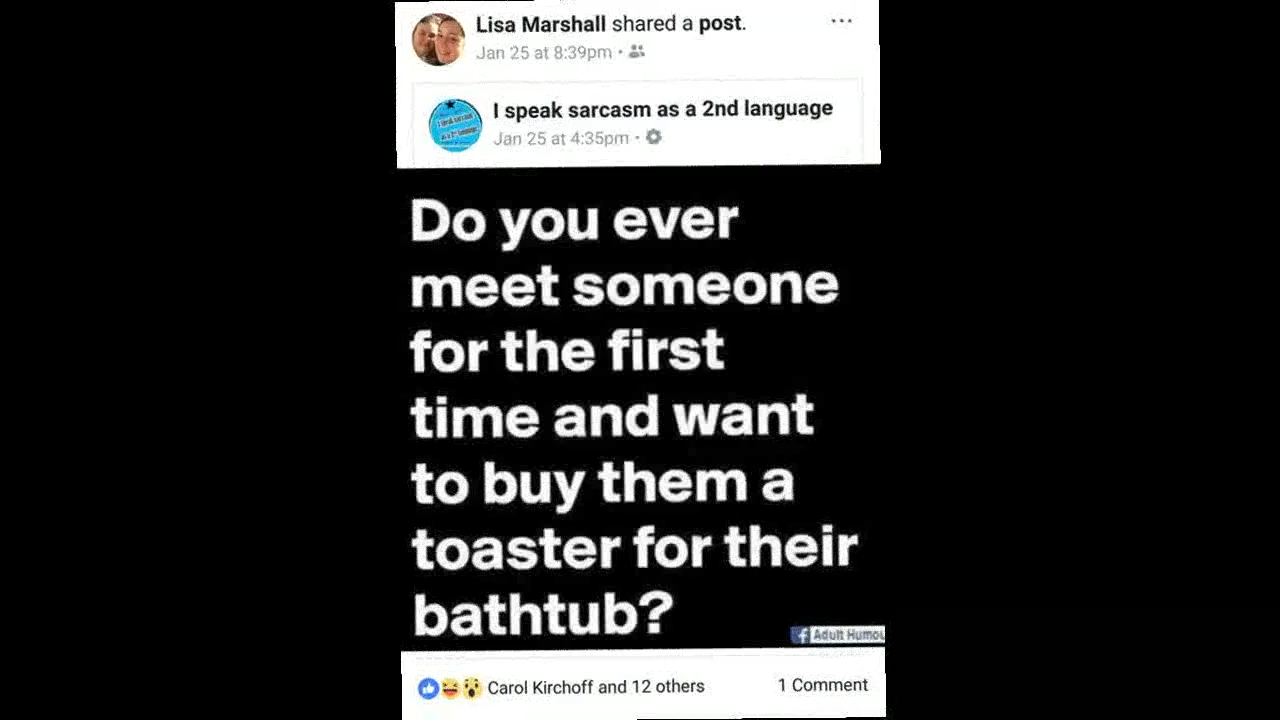 Lisa Marshall shared a post.
Jan 25 at 8:39pm
I speak sarcasm as a 2nd language
Jan 25 at 4:35pm
Do you ever
meet someone
for the first
time and want
to buy them a
toaster for their
bathtub?
Adult Humou
Carol Kirchoff and 12 others 1 Comment